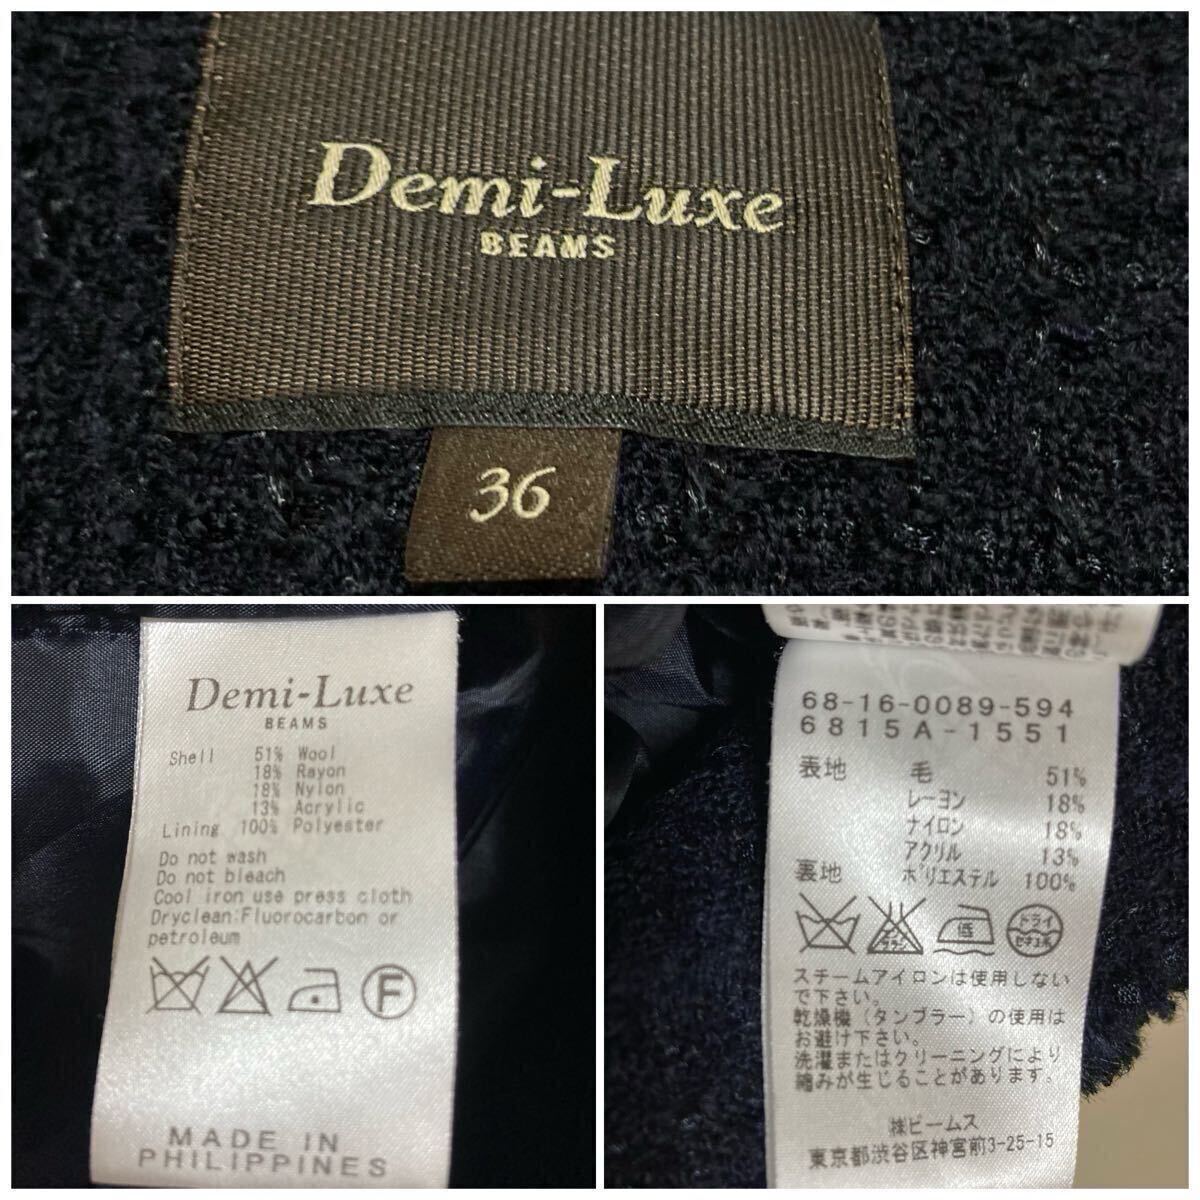 Demi-Luxe
BEAMS
36
Demi-Luxe
BEAMS
Shell 51% Wool
18% Rayon
18% Nylon
13% Acrylic
Lining 100% Polyester
Do not wash
Do not bleach
Cool iron use press cloth
Dryclean:Fluorocarbon or
petroleum
F
MADE IN
PHILIPPINES
68-16-0089-594
6815A-1551
表地 毛 51%
レーヨン 18%
ナイロン 18%
アクリル 13%
裏地 ポリエステル 100%
エンソサラシ 低 ドライ セキユ系
スチームアイロンは使用しない
で下さい。
乾燥機（タンブラー）の使用は
お避け下さい。
洗濯またはクリーニングにより
縮みが生じることがあります。
㈱ビームス
東京都渋谷区神宮前3-25-15